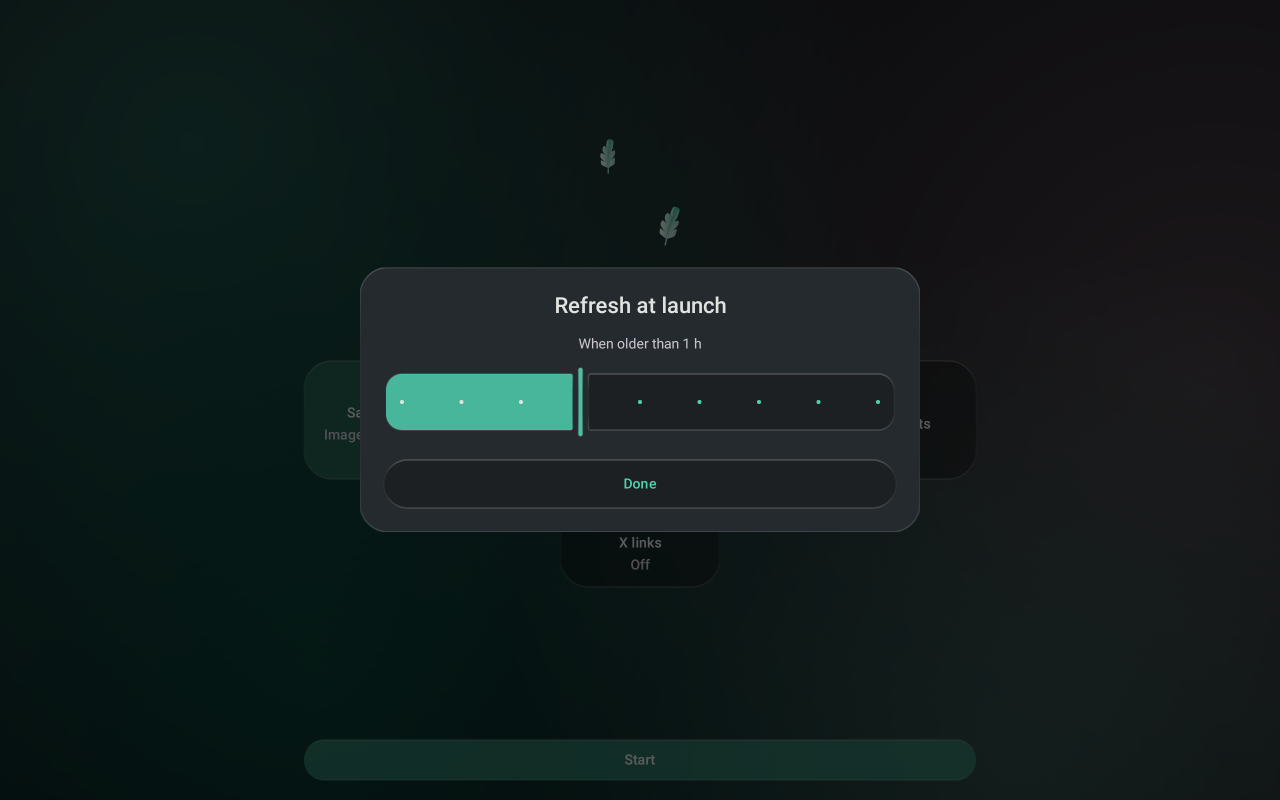 Refresh at launch
When older than 1 h
Done
X links
Off
Start